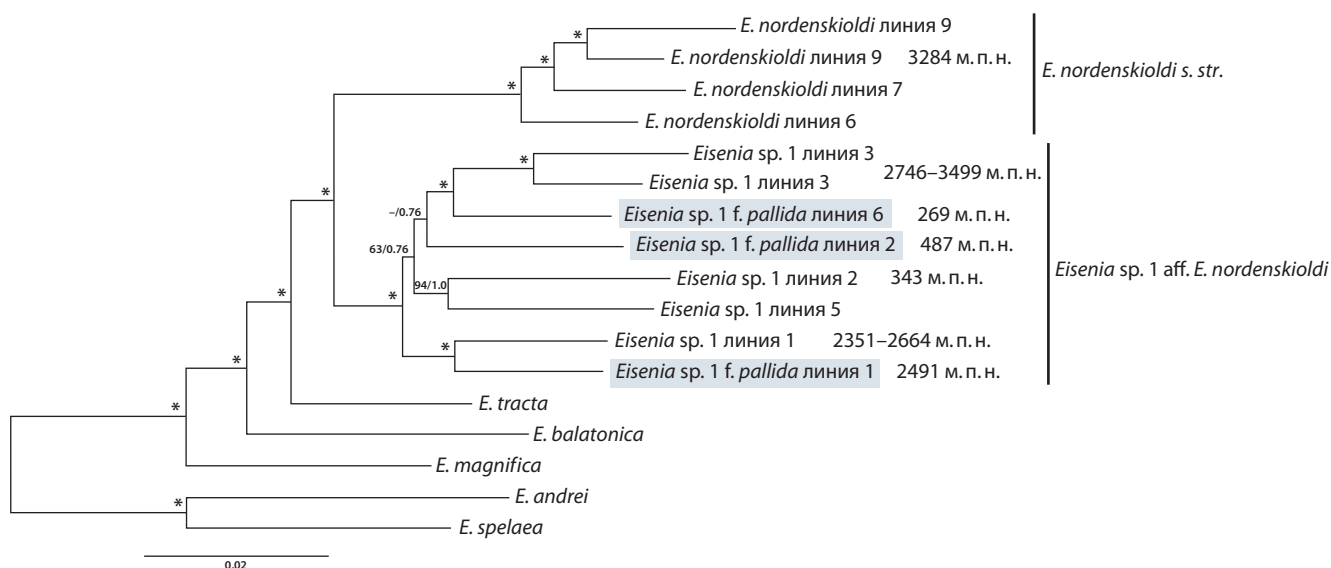 E. nordenskioldi линия 9
E. nordenskioldi линия 9 3284 м. п. н.
E. nordenskioldi линия 7
E. nordenskioldi линия 6
E. nordenskioldi s. str.
Eisenia sp. 1 линия 3
Eisenia sp. 1 линия 3
2746–3499 м. п. н.
Eisenia sp. 1 f. pallida линия 6 269 м. п. н.
Eisenia sp. 1 f. pallida линия 2 487 м. п. н.
Eisenia sp. 1 линия 2 343 м. п. н.
Eisenia sp. 1 линия 5
Eisenia sp. 1 линия 1 2351–2664 м. п. н.
Eisenia sp. 1 f. pallida линия 1 2491 м. п. н.
Eisenia sp. 1 aff. E. nordenskioldi
E. tracta
E. balatonica
E. magnifica
E. andrei
E. spelaea
* * * * * * * * * * * *
–/0.76
63/0.76
94/1.0
0.02